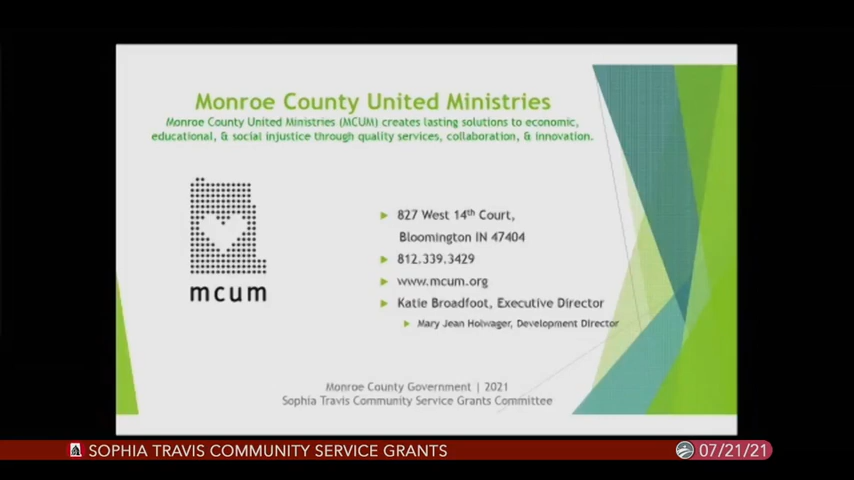 Monroe County United Ministries
Monroe County United Ministries (MCUM) creates lasting solutions to economic,
educational, & social injustice through quality services, collaboration, & innovation.
mcum
827 West 14th Court,
Bloomington IN 47404
812.339.3429
www.mcum.org
Katie Broadfoot, Executive Director
Mary Jean Holwager, Development Director
Monroe County Government | 2021
Sophia Travis Community Service Grants Committee
SOPHIA TRAVIS COMMUNITY SERVICE GRANTS
07/21/21